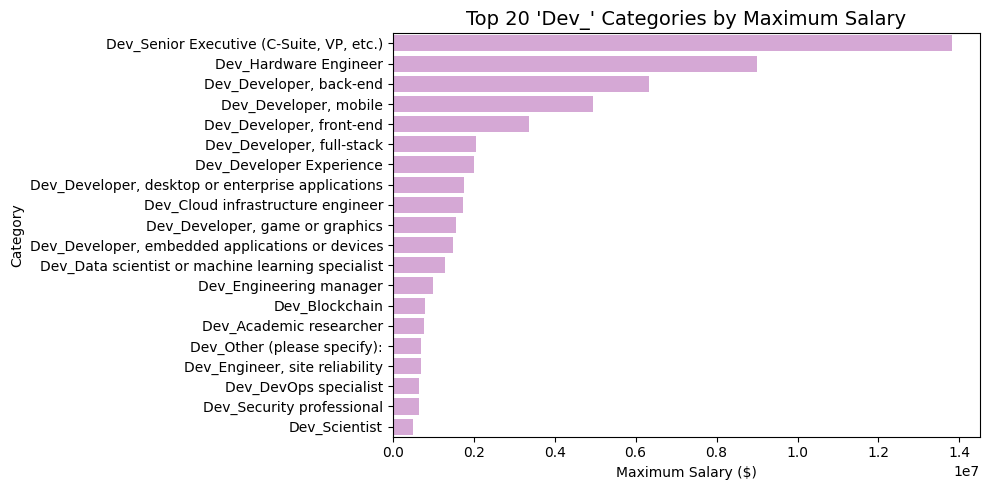 Top 20 'Dev_' Categories by Maximum Salary
Category
Dev_Senior Executive (C-Suite, VP, etc.)
Dev_Hardware Engineer
Dev_Developer, back-end
Dev_Developer, mobile
Dev_Developer, front-end
Dev_Developer, full-stack
Dev_Developer Experience
Dev_Developer, desktop or enterprise applications
Dev_Cloud infrastructure engineer
Dev_Developer, game or graphics
Dev_Developer, embedded applications or devices
Dev_Data scientist or machine learning specialist
Dev_Engineering manager
Dev_Blockchain
Dev_Academic researcher
Dev_Other (please specify):
Dev_Engineer, site reliability
Dev_DevOps specialist
Dev_Security professional
Dev_Scientist
0.0 0.2 0.4 0.6 0.8 1.0 1.2 1.4
1e7
Maximum Salary ($)